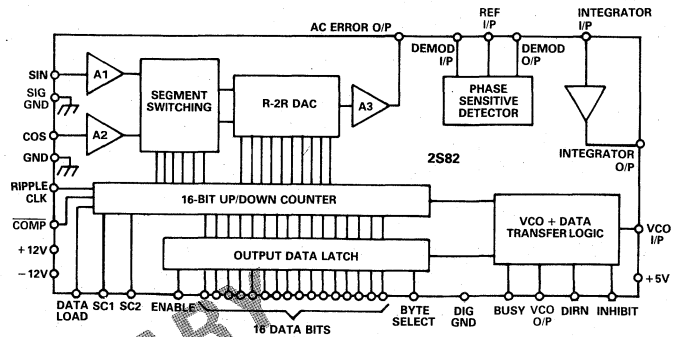 AC ERROR O/P
REF I/P
INTEGRATOR I/P
DEMOD I/P
DEMOD O/P
SIN
A1
SIG GND
COS
A2
GND
SEGMENT SWITCHING
R-2R DAC
A3
PHASE SENSITIVE DETECTOR
2S82
INTEGRATOR O/P
RIPPLE CLK
COMP
+12V
-12V
16-BIT UP/DOWN COUNTER
OUTPUT DATA LATCH
VCO + DATA TRANSFER LOGIC
VCO I/P
+5V
DATA LOAD
SC1
SC2
ENABLE
16 DATA BITS
BYTE SELECT
DIG GND
BUSY
VCO O/P
DIRN
INHIBIT